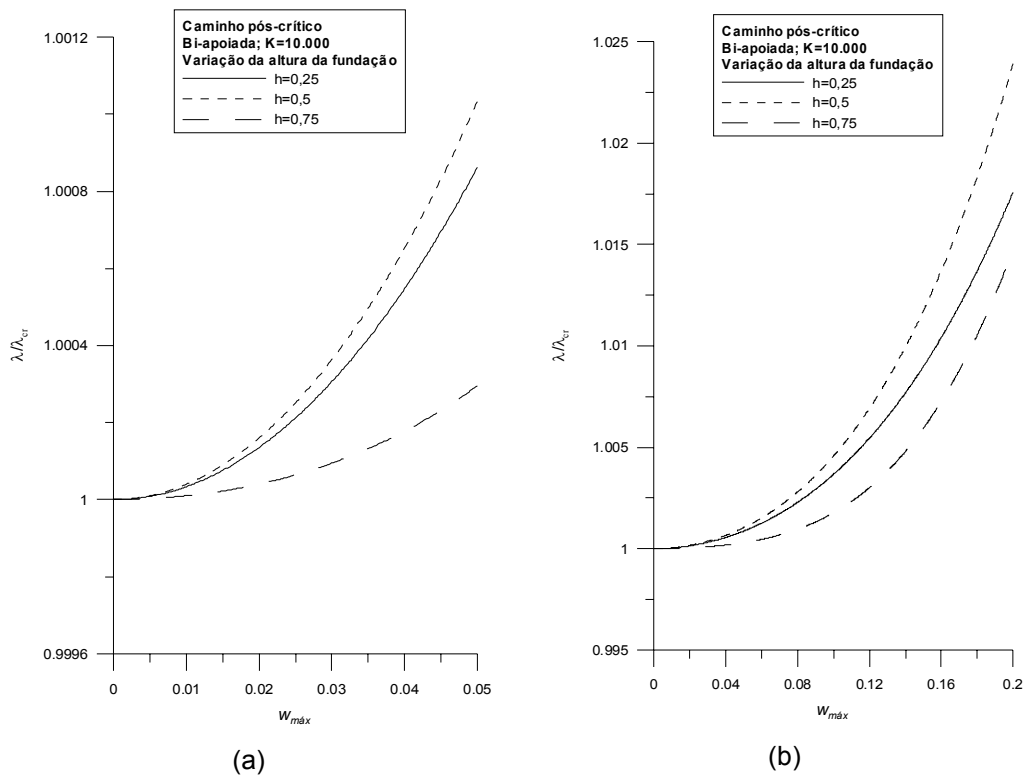 Caminho pós-crítico
Bi-apoiada; K=10.000
Variação da altura da fundação
h=0,25
h=0,5
h=0,75
1.0012
1.0008
1.0004
1
0.9996
λ/λcr
0 0.01 0.02 0.03 0.04 0.05
wmáx
(a)
Caminho pós-crítico
Bi-apoiada; K=10.000
Variação da altura da fundação
h=0,25
h=0,5
h=0,75
1.025
1.02
1.015
1.01
1.005
1
0.995
λ/λcr
0 0.04 0.08 0.12 0.16 0.2
wmáx
(b)